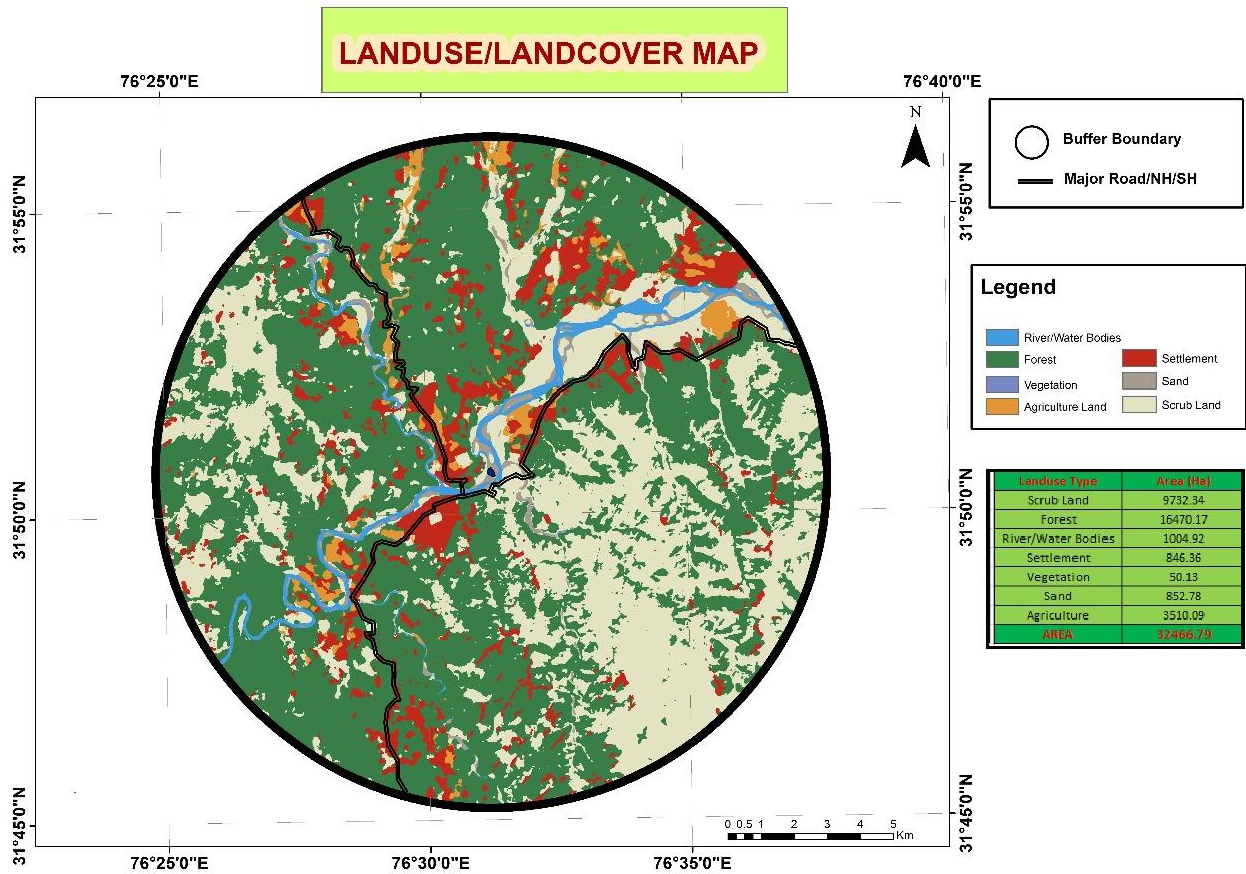 LANDUSE/LANDCOVER MAP
76°25'0"E
76°40'0"E
N
31°55'0"N
31°55'0"N
31°50'0"N
31°50'0"N
31°45'0"N
31°45'0"N
0 0.5 1 2 3 4 5
Km
76°25'0"E
76°30'0"E
76°35'0"E
Buffer Boundary
Major Road/NH/SH
Legend
River/Water Bodies
Forest
Vegetation
Agriculture Land
Settlement
Sand
Scrub Land
Landuse Type Area (Ha)
Scrub Land 9732.34
Forest 16470.17
River/Water Bodies 1004.92
Settlement 846.36
Vegetation 50.13
Sand 852.78
Agriculture 3510.09
AREA 32466.79